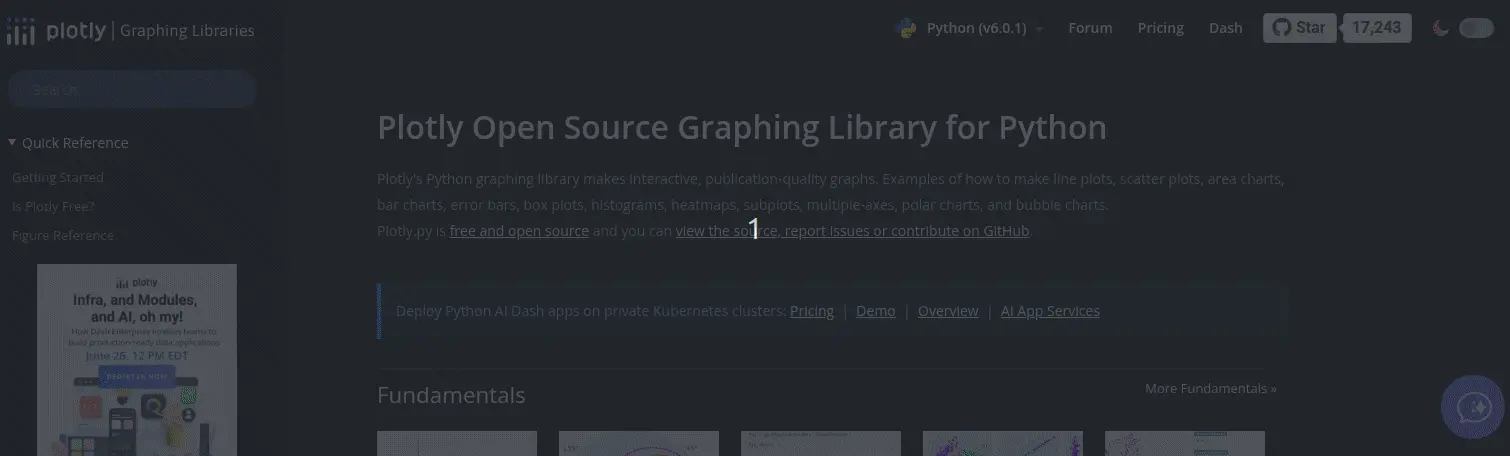 plotly | Graphing Libraries
Python (v6.0.1)
Forum
Pricing
Dash
Star
17,243
Search
Quick Reference
Getting Started
Is Plotly Free?
Figure Reference
plotly
Infra, and Modules,
and AI, oh my!
How Dash Enterprise evolves teams to
build production-ready data applications
June 26, 12 PM EDT
REGISTER NOW
Plotly Open Source Graphing Library for Python
Plotly's Python graphing library makes interactive, publication-quality graphs. Examples of how to make line plots, scatter plots, area charts,
bar charts, error bars, box plots, histograms, heatmaps, subplots, multiple-axes, polar charts, and bubble charts.
Plotly.py is free and open source and you can view the source, report issues or contribute on GitHub.
1
Deploy Python AI Dash apps on private Kubernetes clusters: Pricing | Demo | Overview | AI App Services
Fundamentals
More Fundamentals »